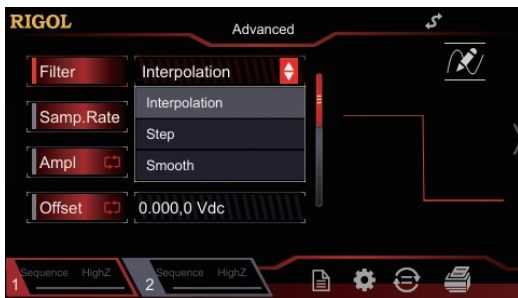 RIGOL
Advanced
Filter
Interpolation
Interpolation
Samp.Rate
Step
Ampl
Smooth
Offset
0.000,0 Vdc
Sequence HighZ
1
Sequence HighZ
2